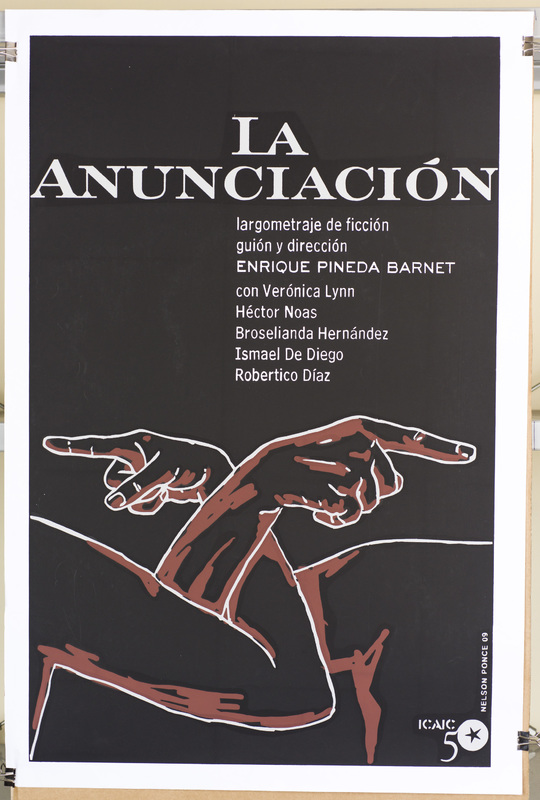 LA
ANUNCIACIÓN
largometraje de ficción
guión y dirección
ENRIQUE PINEDA BARNET
con Verónica Lynn
Héctor Noas
Broselianda Hernández
Ismael De Diego
Robertico Díaz
NELSON PONCE 09
ICAIC
50